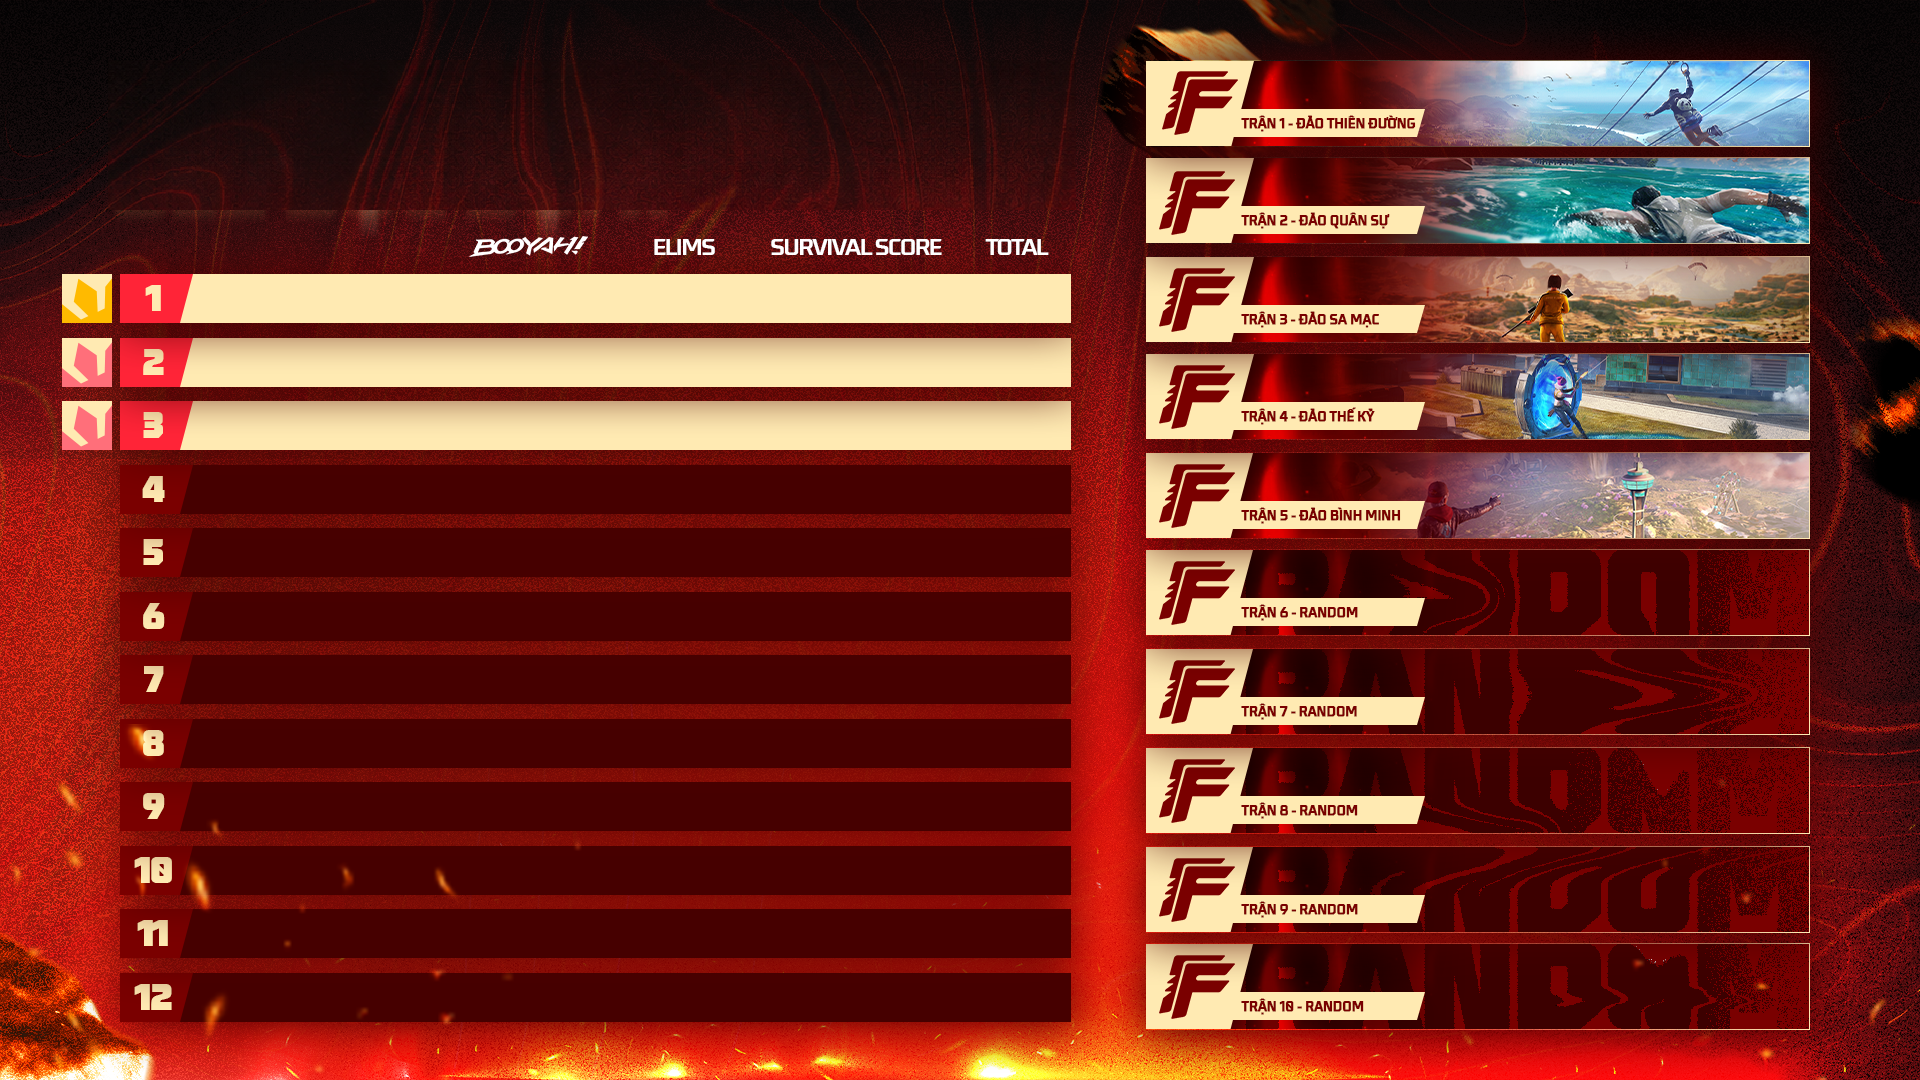 BOOYAH! ELIMS SURVIVAL SCORE TOTAL
1
2
3
4
5
6
7
8
9
10
11
12
TRẬN 1 - ĐẢO THIÊN ĐƯỜNG
TRẬN 2 - ĐẢO QUÂN SỰ
TRẬN 3 - ĐẢO SA MẠC
TRẬN 4 - ĐẢO THẾ KỶ
TRẬN 5 - ĐẢO BÌNH MINH
TRẬN 6 - RANDOM
TRẬN 7 - RANDOM
TRẬN 8 - RANDOM
TRẬN 9 - RANDOM
TRẬN 10 - RANDOM